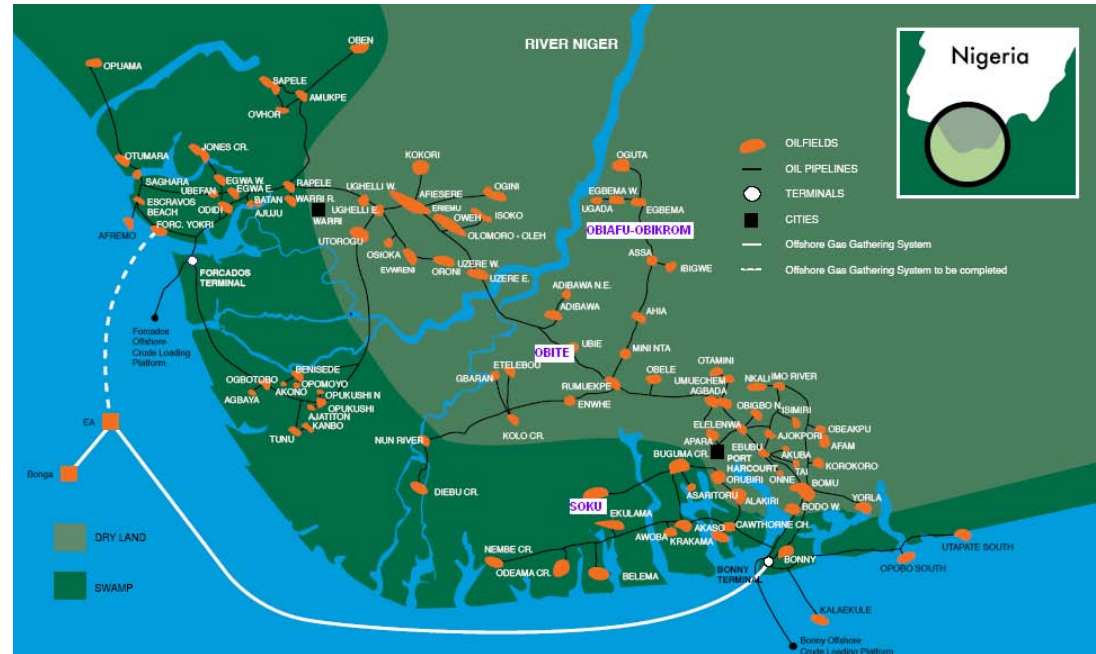 OBEN
RIVER NIGER
Nigeria
OPUAMA
SAPELE
AMUKPE
OVHOR
OILFIELDS
OIL PIPELINES
TERMINALS
CITIES
Offshore Gas Gathering System
Offshore Gas Gathering System to be completed
JONES CR.
OTUMARA
SAGHARA
EGWA W.
UBEFAN
EGWA E.
ESCRAVOS
BEACH
ODIDI
BATAN
AJUJU
RAPELE
WARRI R.
WARRI
FORC. YOKRI
AFREMO
KOKORI
UGHELLI W.
AFIESERE
OGINI
ERIEMU
UGHELLI E.
OWEH
ISOKO
OLOMORO - OLEH
UTOROGU
OSIOKA
EVWRENI
ORONI
UZERE W.
UZERE E.
OGUTA
EGBEMA W.
UGADA
EGBEMA
OBIAFU-OBIKROM
ASSA
IBIGWE
FORCADOS
TERMINAL
Forcados
Offshore
Crude Loading
Platform
ADIBAWA N.E.
ADIBAWA
AHIA
OBITE
UBIE
MINI NTA
BENISEDE
OGBOTOBO
OPOMOYO
AKONO
OPUKUSHI N
AGBAYA
OPUKUSHI
AJATITON
KANBO
TUNU
ETELEBOU
GBARAN
RUMUEKPE
OBELE
OTAMINI
UMUECHEM
NKALI
IMO RIVER
AGBADA
ENWHE
KOLO CR.
NUN RIVER
OBIGBO N.
ISIMIRI
ELELENWA
OBEAKPU
AJOKPORI
AFAM
APARA
EBUBU
AKUBA
PORT
HARCOURT
TAI
KOROKORO
BUGUMA CR.
ORUBIRI
ONNE
BOMU
EA
Bonga
DIEBU CR.
SOKU
ASARITORU
ALAKIRI
BODO W.
YORLA
EKULAMA
AWOBA
AKASO
KRAKAMA
CAWTHORNE CH.
NEMBE CR.
ODEAMA CR.
BELEMA
BONNY
TERMINAL
BONNY
UTAPATE SOUTH
OPOBO SOUTH
KALAEKULE
DRY LAND
SWAMP
Bonny Offshore
Crude Loading Platform